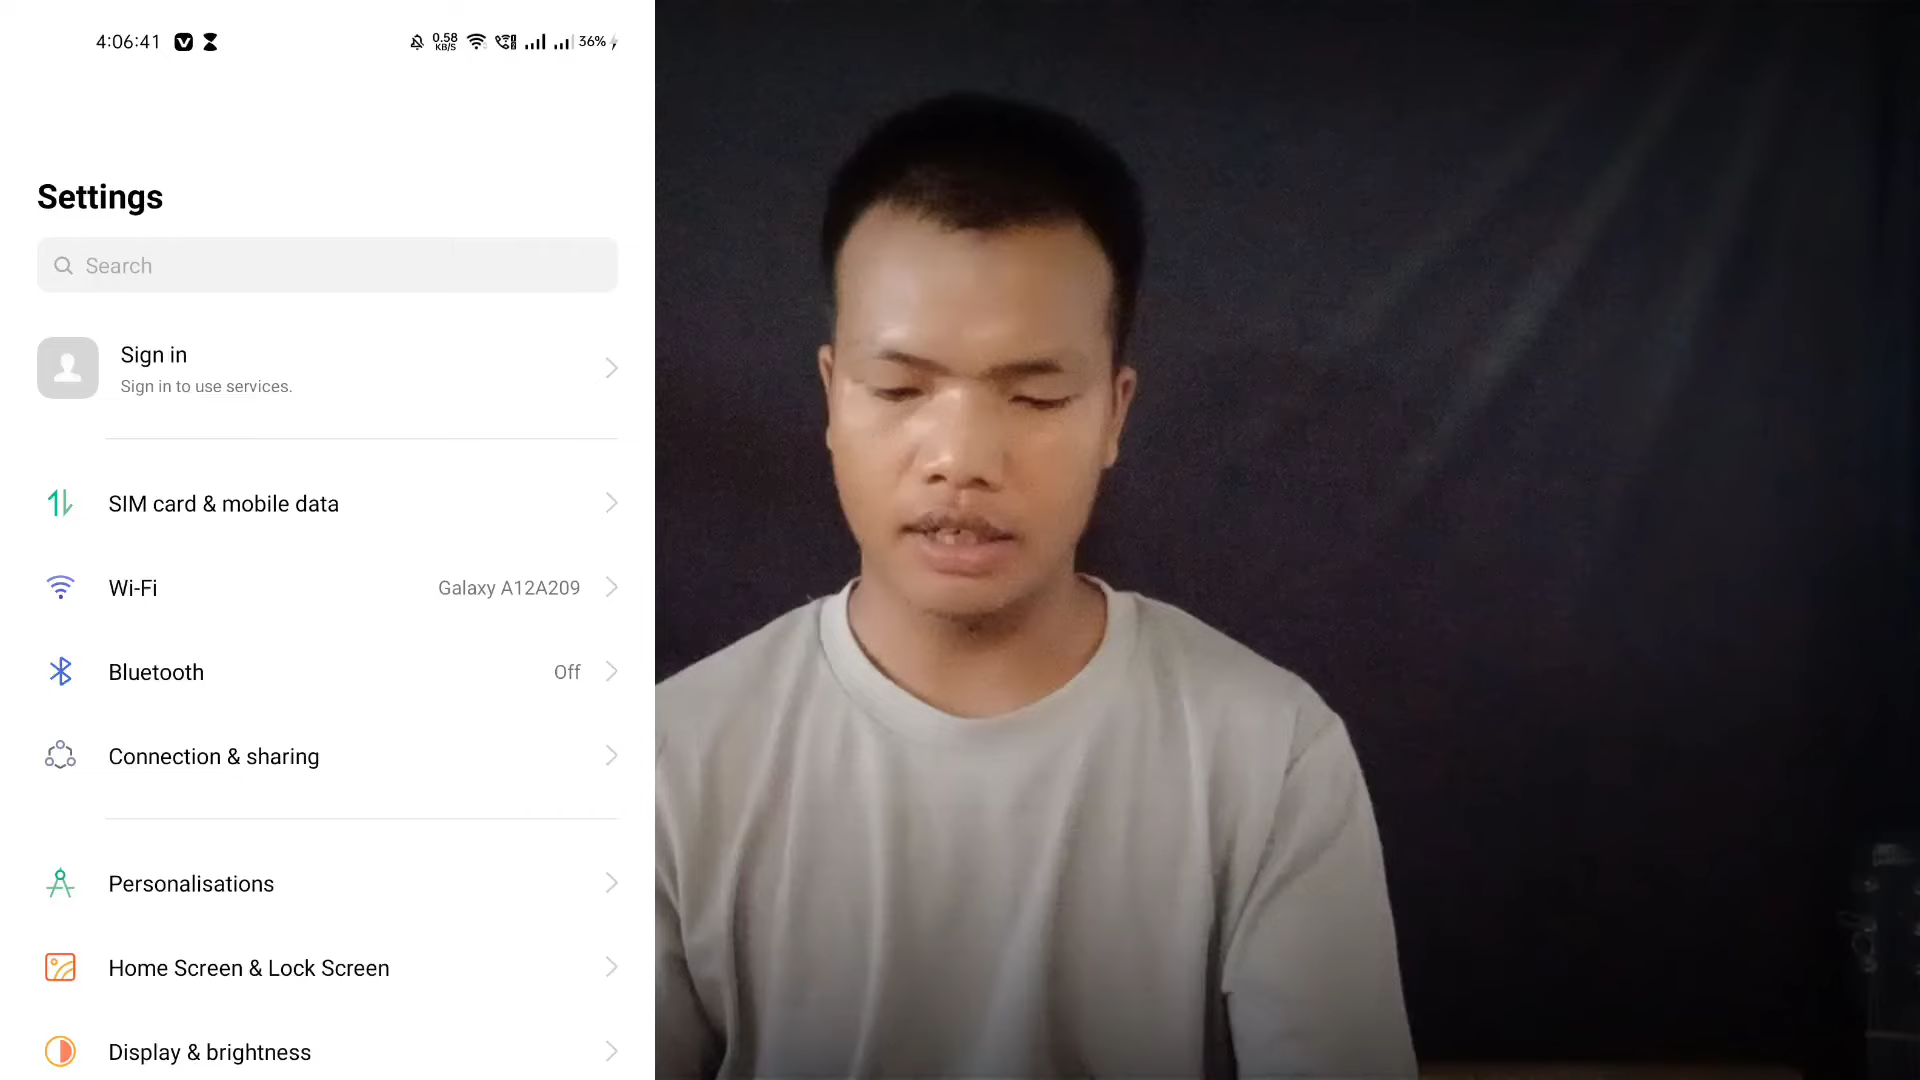 4:06:41 0.58 KB/S 36%
Settings
Search
Sign in
Sign in to use services.
SIM card & mobile data
Wi-Fi Galaxy A12A209
Bluetooth Off
Connection & sharing
Personalisations
Home Screen & Lock Screen
Display & brightness